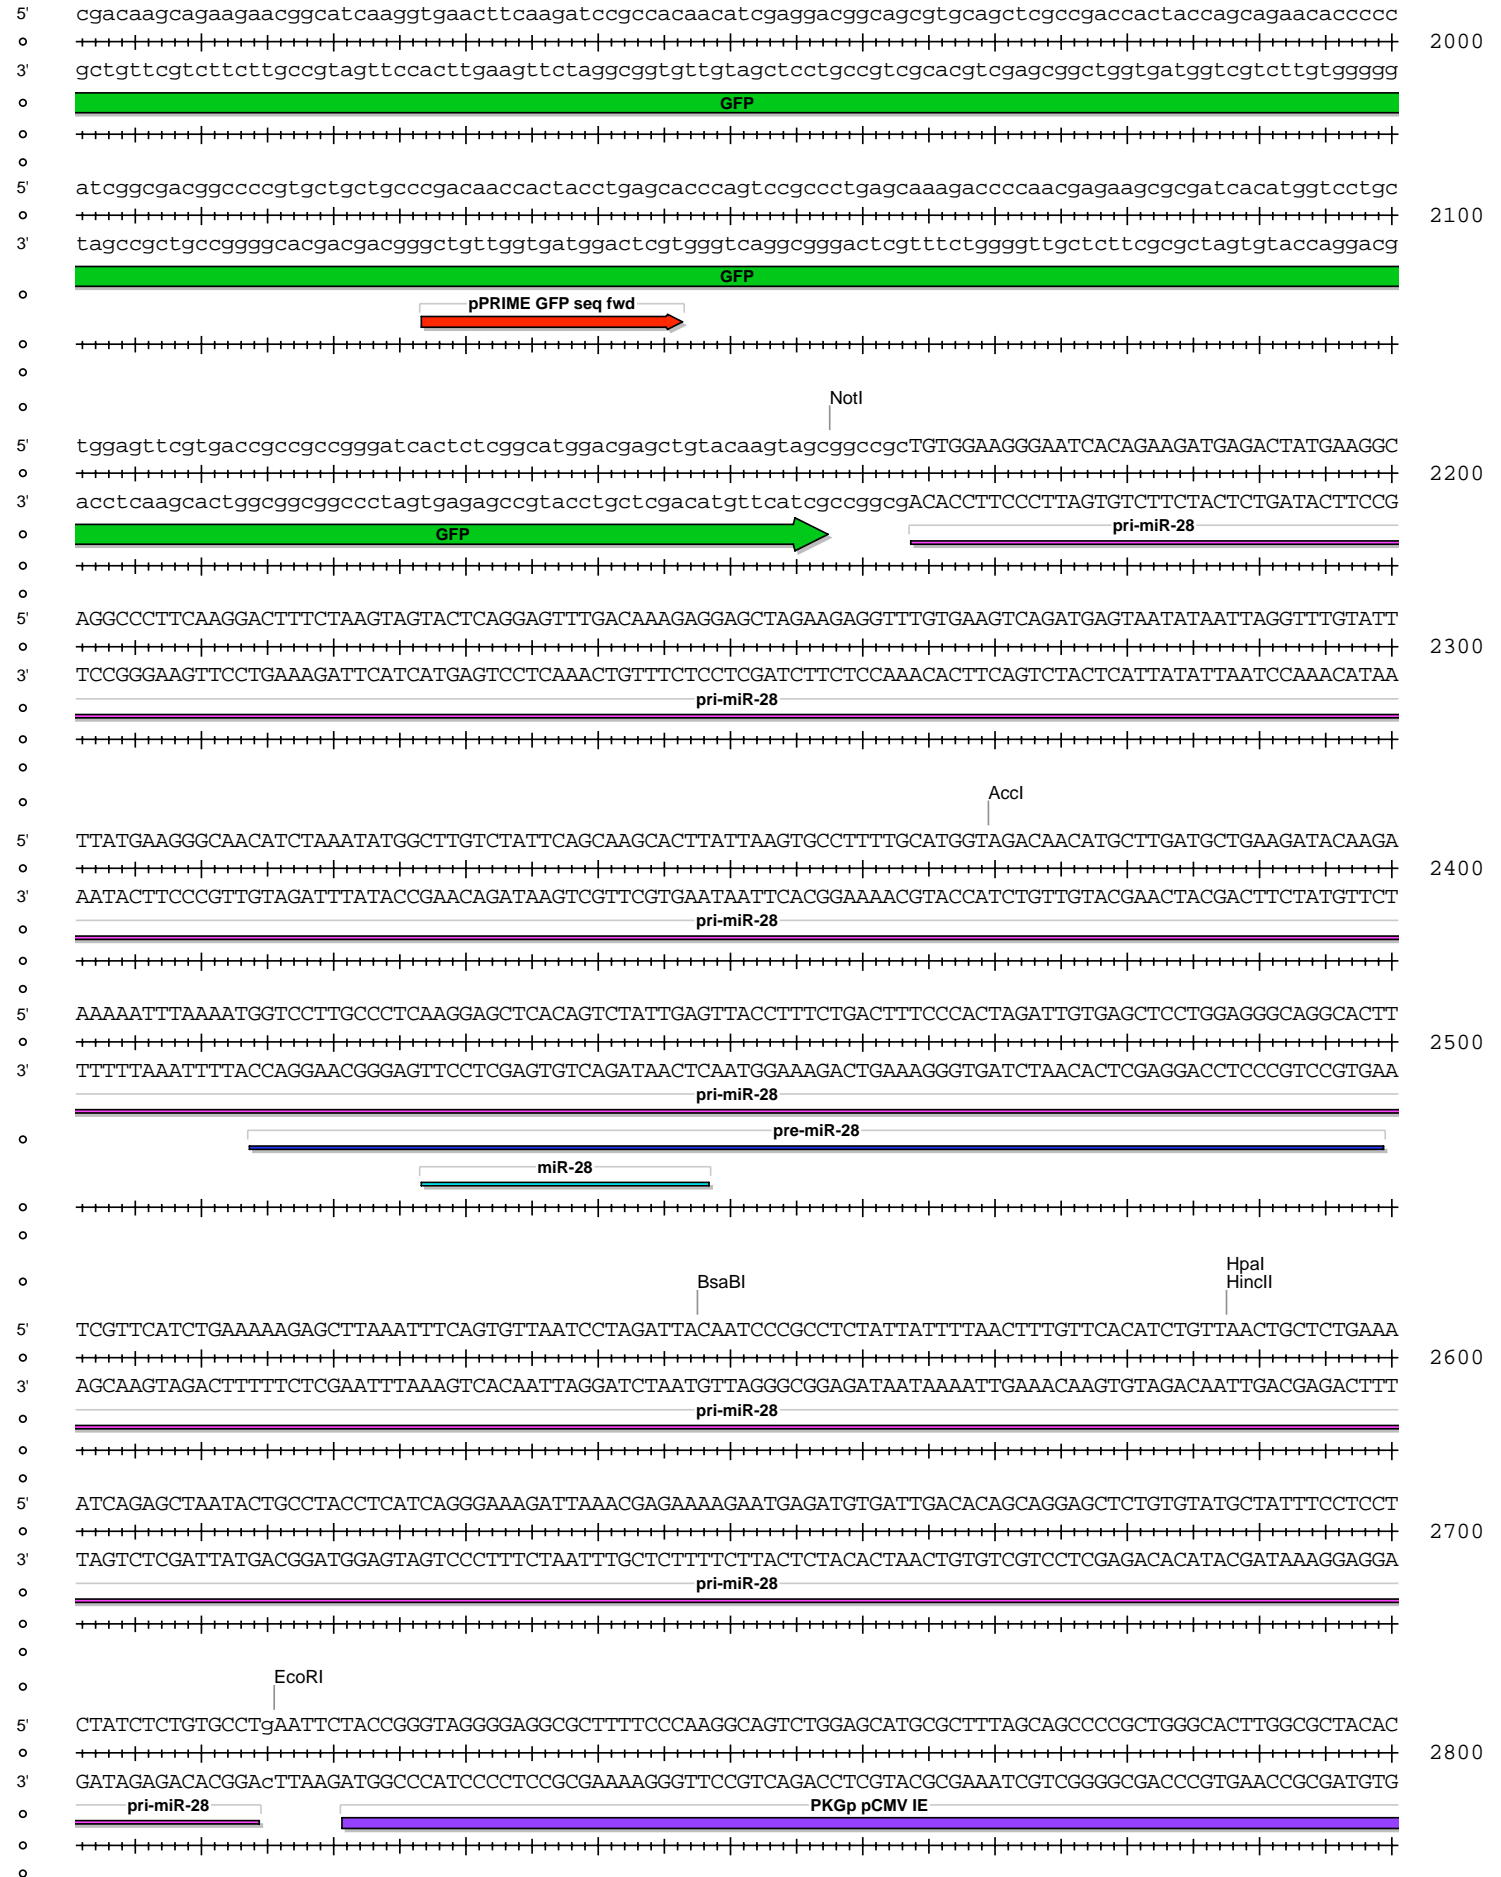 5' cgacaagcagaagaacggcatcaaggtgaacttcaagatccgccacaacatcgaggacggcagcgtgcagctcgccgaccactaccagcagaacaccccc
2000
3' gctgttcgtcttcttgccgtagttccacttgaagttctaggcggtgttgtagctcctgccgtcgcacgtcgagcggctggtgatggtcgtcttgtggggg
GFP
5' atcggcgacggccccgtgctgctgcccgacaaccactacctgagcacccagtccgccctgagcaaagaccccaacgagaagcgcgatcacatggtcctgc
2100
3' tagccgctgccggggcacgacgacgggctgttggtgatggactcgtgggtcaggcgggactcgtttctggggttgctcttcgcgctagtgtaccaggacg
GFP
pPRIME GFP seq fwd
NotI
5' tggagttcgtgaccgccgccgggatcactctcggcatggacgagctgtacaagtagcggccgcTGTGGAAGGGAATCACAGAAGATGAGACTATGAAGGC
2200
3' acctcaagcactggcggcggccctagtgagagccgtacctgctcgacatgttcatcgccggcgACACCTTCCCTTAGTGTCTTCTACTCTGATACTTCCG
GFP pri-miR-28
5' AGGCCCTTCAAGGACTTTCTAAGTAGTACTCAGGAGTTTGACAAAGAGGAGCTAGAAGAGGTTTGTGAAGTCAGATGAGTAATATAATTAGGTTTGTATT
2300
3' TCCGGGAAGTTCCTGAAAGATTCATCATGAGTCCTCAAACTGTTTCTCCTCGATCTTCTCCAAACACTTCAGTCTACTCATTATATTAATCCAAACATAA
pri-miR-28
AccI
5' TTATGAAGGGCAACATCTAAATATGGCTTGTCTATTCAGCAAGCACTTATTAAGTGCCTTTTGCATGGTAGACAACATGCTTGATGCTGAAGATACAAGA
2400
3' AATACTTCCCGTTGTAGATTTATACCGAACAGATAAGTCGTTCGTGAATAATTCACGGAAAACGTACCATCTGTTGTACGAACTACGACTTCTATGTTCT
pri-miR-28
5' AAAAATTTAAAATGGTCCTTGCCCTCAAGGAGCTCACAGTCTATTGAGTTACCTTTCTGACTTTCCCACTAGATTGTGAGCTCCTGGAGGGCAGGCACTT
2500
3' TTTTTAAATTTTACCAGGAACGGGAGTTCCTCGAGTGTCAGATAACTCAATGGAAAGACTGAAAGGGTGATCTAACACTCGAGGACCTCCCGTCCGTGAA
pri-miR-28
pre-miR-28
miR-28
HpaI
BsaBI HincII
5' TCGTTCATCTGAAAAAGAGCTTAAATTTCAGTGTTAATCCTAGATTACAATCCCGCCTCTATTATTTTAACTTTGTTCACATCTGTTAACTGCTCTGAAA
2600
3' AGCAAGTAGACTTTTTCTCGAATTTAAAGTCACAATTAGGATCTAATGTTAGGGCGGAGATAATAAAATTGAAACAAGTGTAGACAATTGACGAGACTTT
pri-miR-28
5' ATCAGAGCTAATACTGCCTACCTCATCAGGGAAAGATTAAACGAGAAAAGAATGAGATGTGATTGACACAGCAGGAGCTCTGTGTATGCTATTTCCTCCT
2700
3' TAGTCTCGATTATGACGGATGGAGTAGTCCCTTTCTAATTTGCTCTTTTCTTACTCTACACTAACTGTGTCGTCCTCGAGACACATACGATAAAGGAGGA
pri-miR-28
EcoRI
5' CTATCTCTGTGCCTgAATTCTACCGGGTAGGGGAGGCGCTTTTCCCAAGGCAGTCTGGAGCATGCGCTTTAGCAGCCCCGCTGGGCACTTGGCGCTACAC
2800
3' GATAGAGACACGGAcTTAAGATGGCCCATCCCCTCCGCGAAAAGGGTTCCGTCAGACCTCGTACGCGAAATCGTCGGGGCGACCCGTGAACCGCGATGTG
pri-miR-28 PKGp pCMV IE